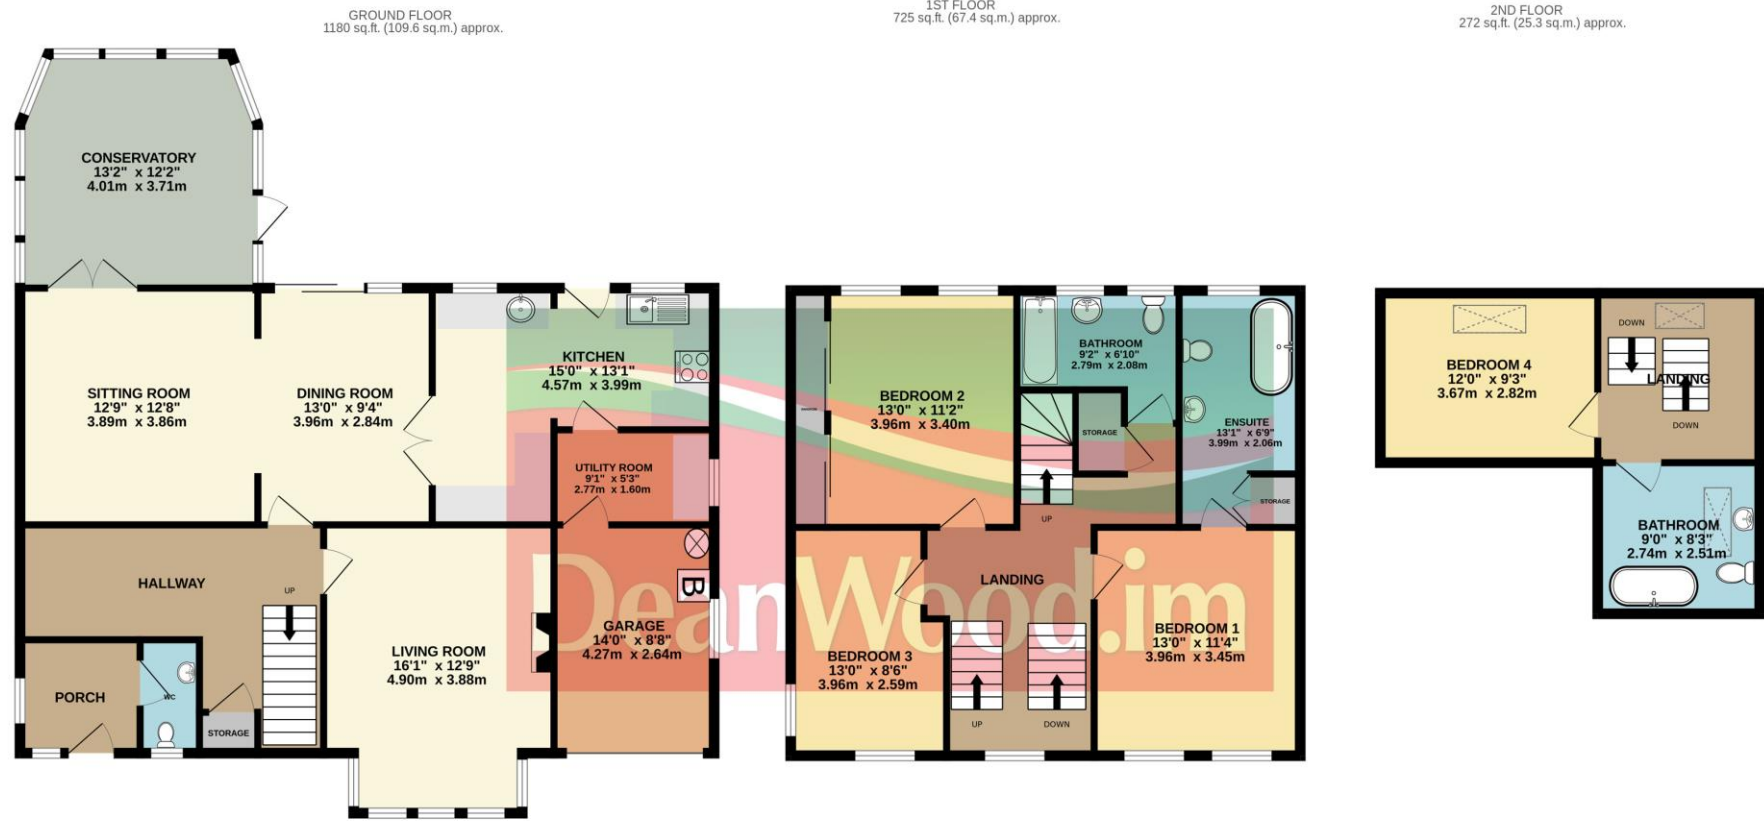 GROUND FLOOR
1180 sq.ft. (109.6 sq.m.) approx.
CONSERVATORY
13'2" x 12'2"
4.01m x 3.71m
SITTING ROOM
12'9" x 12'8"
3.89m x 3.86m
DINING ROOM
13'0" x 9'4"
3.96m x 2.84m
KITCHEN
15'0" x 13'1"
4.57m x 3.99m
UTILITY ROOM
9'1" x 5'3"
2.77m x 1.60m
HALLWAY
UP
B
GARAGE
14'0" x 8'8"
4.27m x 2.64m
LIVING ROOM
16'1" x 12'9"
4.90m x 3.88m
PORCH
WC
STORAGE
1ST FLOOR
725 sq.ft. (67.4 sq.m.) approx.
BEDROOM 2
13'0" x 11'2"
3.96m x 3.40m
BATHROOM
9'2" x 6'10"
2.79m x 2.08m
STORAGE
ENSUITE
13'1" x 6'9"
3.99m x 2.06m
STORAGE
UP
LANDING
BEDROOM 3
13'0" x 8'6"
3.96m x 2.59m
BEDROOM 1
13'0" x 11'4"
3.96m x 3.45m
UP
DOWN
DeanWood.im
2ND FLOOR
272 sq.ft. (25.3 sq.m.) approx.
BEDROOM 4
12'0" x 9'3"
3.67m x 2.82m
DOWN
LANDING
DOWN
BATHROOM
9'0" x 8'3"
2.74m x 2.51m